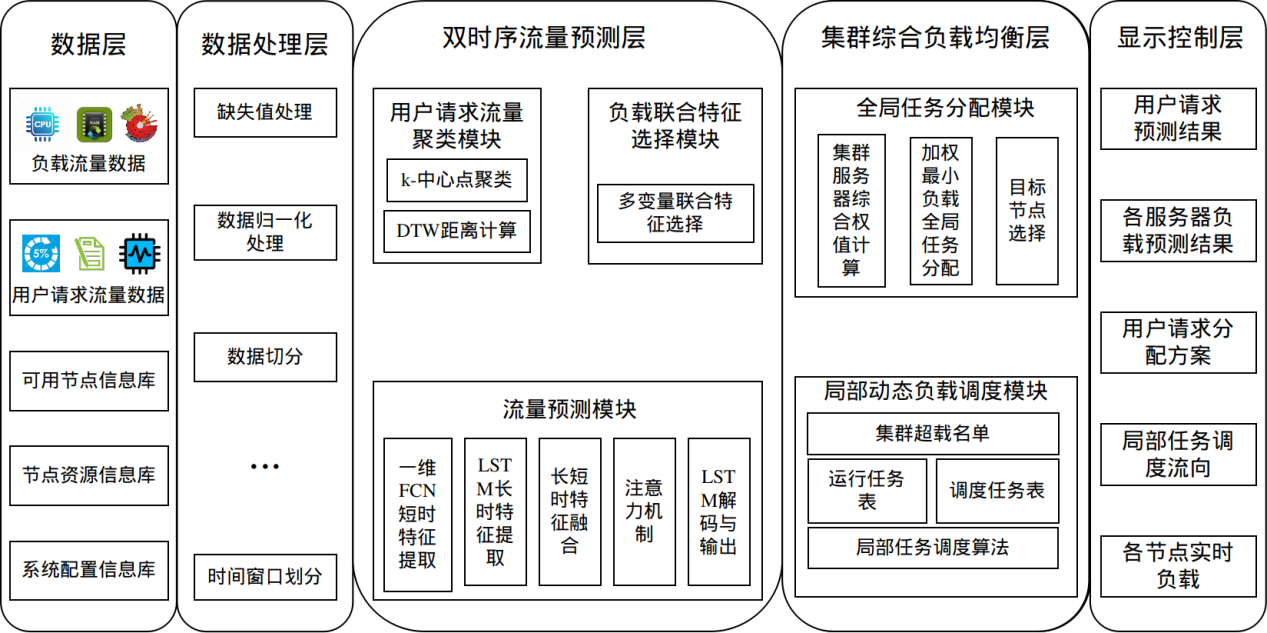 数据层
CPU
RAM
负载流量数据
5%
用户请求流量数据
可用节点信息库
节点资源信息库
系统配置信息库
数据处理层
缺失值处理
数据归一化
处理
数据切分
...
时间窗口划分
双时序流量预测层
用户请求流量
聚类模块
k-中心点聚类
DTW距离计算
负载联合特征
选择模块
多变量联合特
征选择
流量预测模块
一维
FCN
短时
特征
提取
LST
M长
时特
征提
取
长短
时特
征融
合
注意
力机
制
LST
M解
码与
输出
集群综合负载均衡层
全局任务分配模块
集群
服务
器综
合权
值计
算
加权
最小
负载
全局
任务
分配
目标
节点
选择
局部动态负载调度模块
集群超载名单
运行任务
表
调度任务表
局部任务调度算法
显示控制层
用户请求
预测结果
各服务器负
载预测结果
用户请求分
配方案
局部任务调
度流向
各节点实时
负载